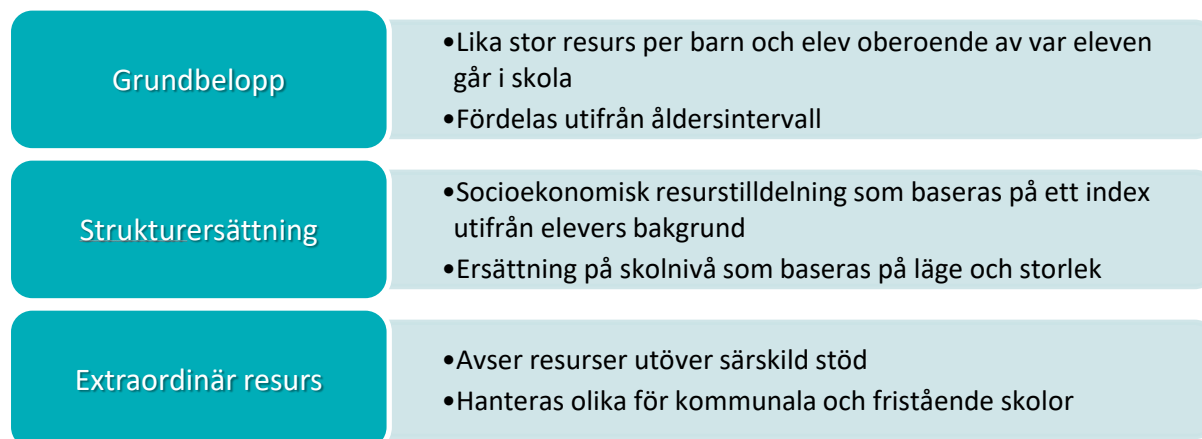 Grundbelopp
•Lika stor resurs per barn och elev oberoende av var eleven
går i skola
•Fördelas utifrån åldersintervall
Strukturersättning
•Socioekonomisk resurstilldelning som baseras på ett index
utifrån elevers bakgrund
•Ersättning på skolnivå som baseras på läge och storlek
Extraordinär resurs
•Avser resurser utöver särskild stöd
•Hanteras olika för kommunala och fristående skolor